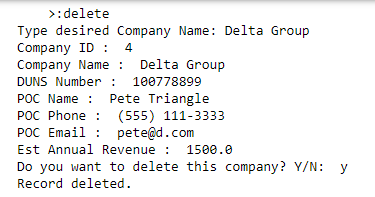 >:delete
Type desired Company Name: Delta Group
Company ID :  4
Company Name :  Delta Group
DUNS Number :  100778899
POC Name :  Pete Triangle
POC Phone :  (555) 111-3333
POC Email :  pete@d.com
Est Annual Revenue :  1500.0
Do you want to delete this company? Y/N:  y
Record deleted.